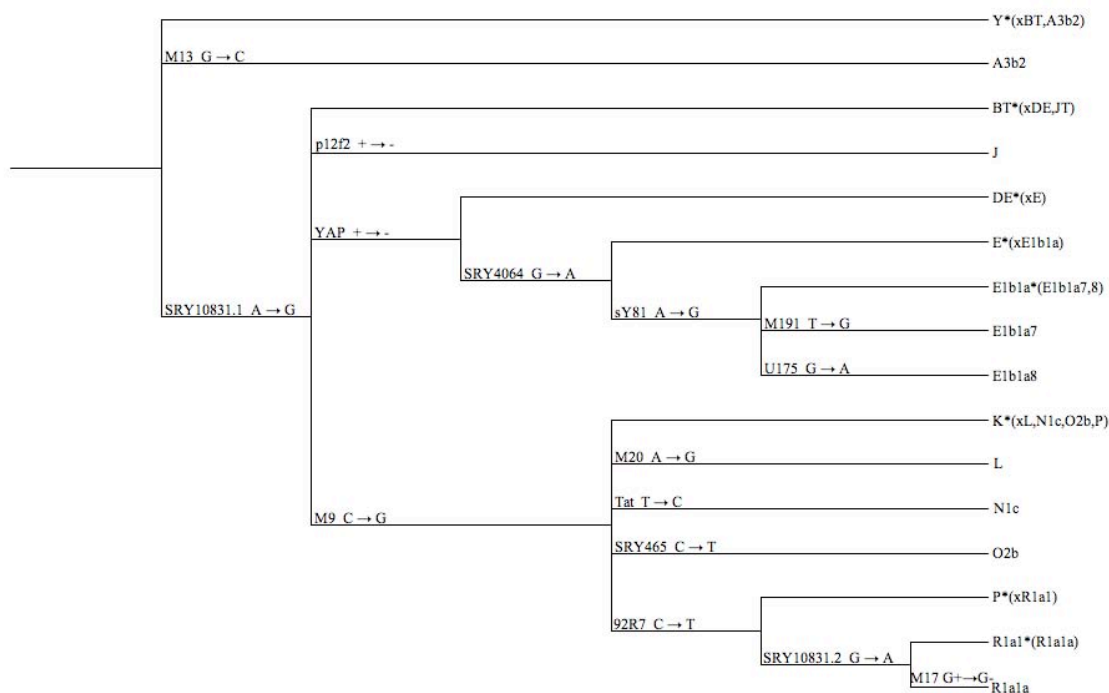 Y*(xBT,A3b2)
M13 G → C
A3b2
BT*(xDE,JT)
p12f2 + → -
J
DE*(xE)
YAP + → -
E*(xE1b1a)
SRY4064 G → A
E1b1a*(E1b1a7,8)
SRY10831.1 A → G
sY81 A → G
M191 T → G
E1b1a7
U175 G → A
E1b1a8
K*(xL,N1c,O2b,P)
M20 A → G
L
Tat T → C
N1c
M9 C → G
SRY465 C → T
O2b
P*(xR1a1)
92R7 C → T
R1a1*(R1a1a)
SRY10831.2 G → A
M17 G+→G-
R1a1a